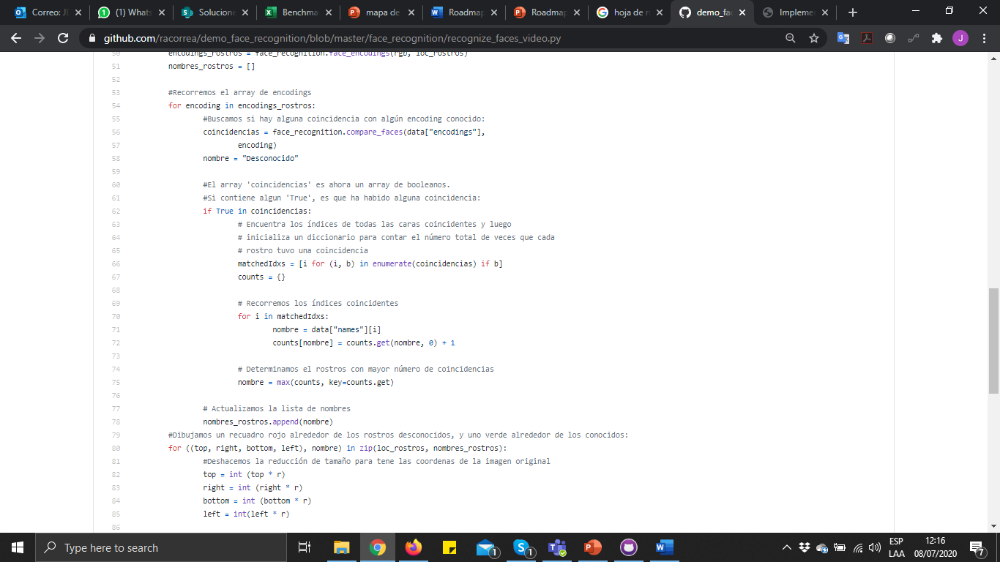 Correo: JI
(1) Whats
Solucione
Benchma
mapa de
Roadmap
Roadmap
hoja de r
demo_fac
Implemen
github.com/racorrea/demo_face_recognition/blob/master/face_recognition/recognize_faces_video.py
J
50 encodings_rostros = face_recognition.face_encodings(rgb, loc_rostros)
51 nombres_rostros = []
52
53 #Recorremos el array de encodings
54 for encoding in encodings_rostros:
55 #Buscamos si hay alguna coincidencia con algún encoding conocido:
56 coincidencias = face_recognition.compare_faces(data["encodings"],
57 encoding)
58 nombre = "Desconocido"
59
60 #El array 'coincidencias' es ahora un array de booleanos.
61 #Si contiene algun 'True', es que ha habido alguna coincidencia:
62 if True in coincidencias:
63 # Encuentra los índices de todas las caras coincidentes y luego
64 # inicializa un diccionario para contar el número total de veces que cada
65 # rostro tuvo una coincidencia
66 matchedIdxs = [i for (i, b) in enumerate(coincidencias) if b]
67 counts = {}
68
69 # Recorremos los índices coincidentes
70 for i in matchedIdxs:
71 nombre = data["names"][i]
72 counts[nombre] = counts.get(nombre, 0) + 1
73
74 # Determinamos el rostros con mayor número de coincidencias
75 nombre = max(counts, key=counts.get)
76
77 # Actualizamos la lista de nombres
78 nombres_rostros.append(nombre)
79 #Dibujamos un recuadro rojo alrededor de los rostros desconocidos, y uno verde alrededor de los conocidos:
80 for ((top, right, bottom, left), nombre) in zip(loc_rostros, nombres_rostros):
81 #Deshacemos la reducción de tamaño para tene las coordenas de la imagen original
82 top = int (top * r)
83 right = int (right * r)
84 bottom = int (bottom * r)
85 left = int(left * r)
86
Type here to search
1
1
ESP
LAA
12:16
08/07/2020
7